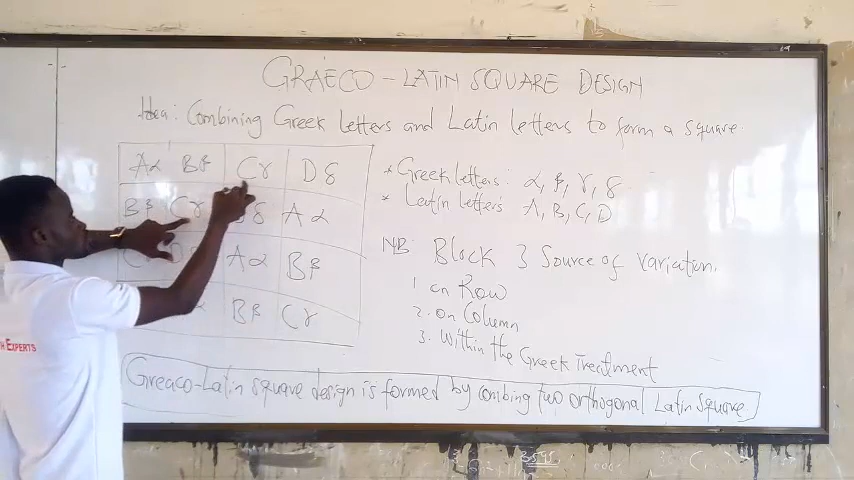 GRAECO-LATIN SQUARE DESIGN
Idea: Combining Greek letters and Latin letters to form a square.
Aα Bβ Cγ Dδ
Bβ Cγ δ Aα
Aα Bβ
Bβ Cγ
* Greek letters: α, β, γ, δ
* Latin letters A, B, C, D
NB: Block 3 Source of variation.
1 on Row
2. on Column
3. Within the Greek Treatment
Greaco-Latin square design is formed by combing two orthogonal Latin Square
H EXPERTS